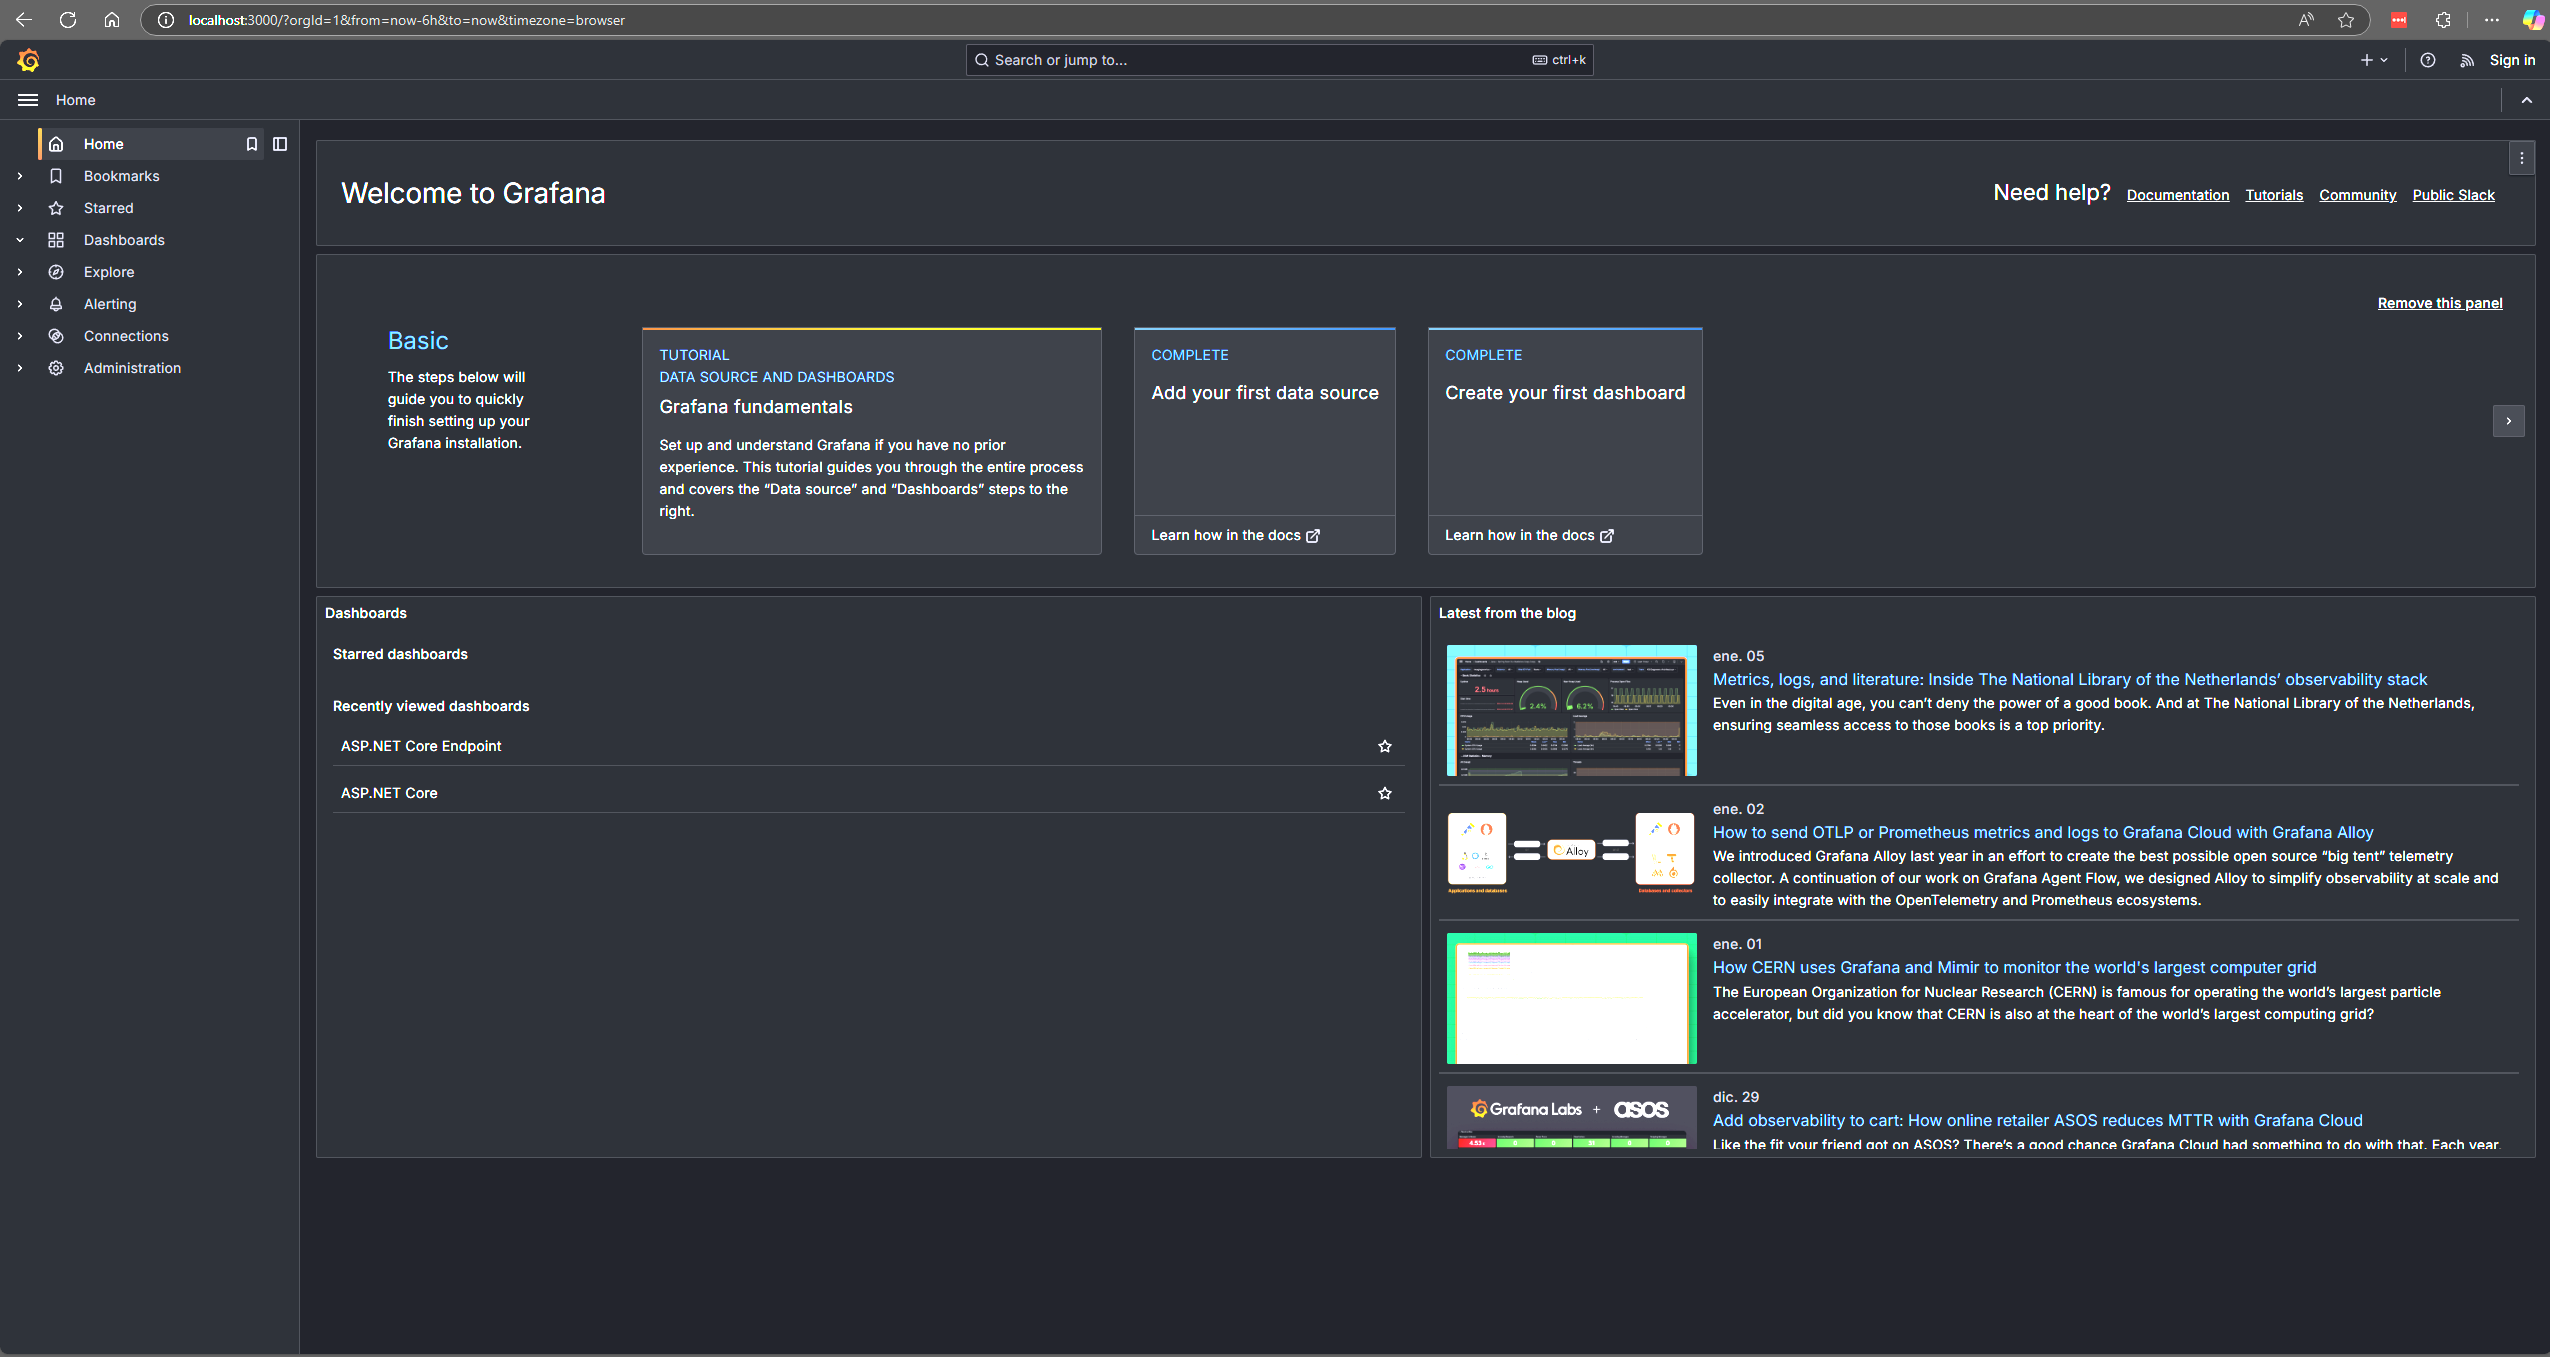 localhost:3000/?orgId=1&from=now-6h&to=now&timezone=browser
Search or jump to...
ctrl+k
Sign in
Home
Home
Bookmarks
Starred
Dashboards
Explore
Alerting
Connections
Administration
Welcome to Grafana
Need help?
Documentation
Tutorials
Community
Public Slack
Remove this panel
Basic
The steps below will
guide you to quickly
finish setting up your
Grafana installation.
TUTORIAL
DATA SOURCE AND DASHBOARDS
Grafana fundamentals
Set up and understand Grafana if you have no prior
experience. This tutorial guides you through the entire process
and covers the “Data source” and “Dashboards” steps to the
right.
COMPLETE
Add your first data source
Learn how in the docs
COMPLETE
Create your first dashboard
Learn how in the docs
Dashboards
Starred dashboards
Recently viewed dashboards
ASP.NET Core Endpoint
ASP.NET Core
Latest from the blog
2.5 hours
2.4%
6.2%
ene. 05
Metrics, logs, and literature: Inside The National Library of the Netherlands’ observability stack
Even in the digital age, you can’t deny the power of a good book. And at The National Library of the Netherlands,
ensuring seamless access to those books is a top priority.
Alloy
Applications and databases
Databases and collectors
ene. 02
How to send OTLP or Prometheus metrics and logs to Grafana Cloud with Grafana Alloy
We introduced Grafana Alloy last year in an effort to create the best possible open source “big tent” telemetry
collector. A continuation of our work on Grafana Agent Flow, we designed Alloy to simplify observability at scale and
to easily integrate with the OpenTelemetry and Prometheus ecosystems.
ene. 01
How CERN uses Grafana and Mimir to monitor the world's largest computer grid
The European Organization for Nuclear Research (CERN) is famous for operating the world’s largest particle
accelerator, but did you know that CERN is also at the heart of the world’s largest computing grid?
Grafana Labs + asos
dic. 29
Add observability to cart: How online retailer ASOS reduces MTTR with Grafana Cloud
Like the fit your friend got on ASOS? There’s a good chance Grafana Cloud had something to do with that. Each year,